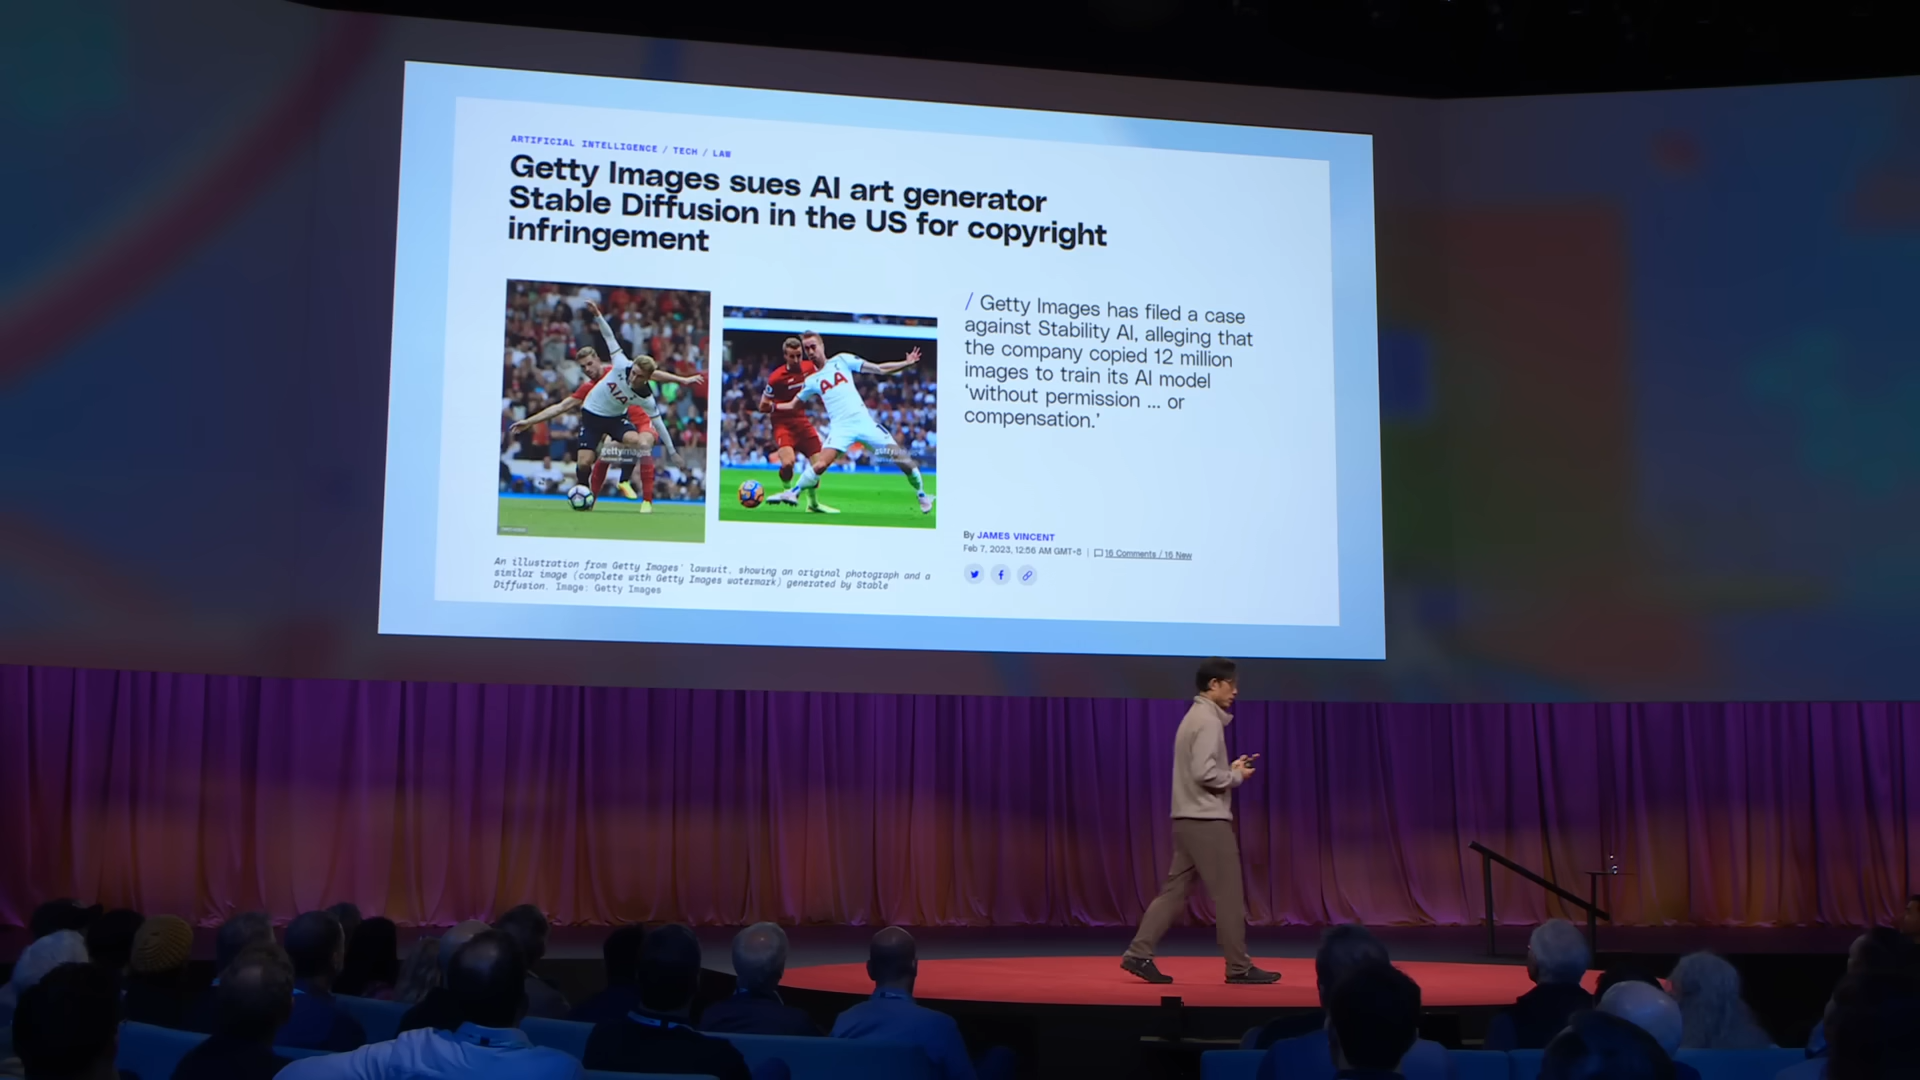 ARTIFICIAL INTELLIGENCE / TECH / LAW
Getty Images sues AI art generator
Stable Diffusion in the US for copyright
infringement
AIA
gettyimages
AA
/ Getty Images has filed a case
against Stability AI, alleging that
the company copied 12 million
images to train its AI model
‘without permission ... or
compensation.’
By JAMES VINCENT
Feb 7, 2023, 12:56 AM GMT+8 | 16 Comments / 16 New
An illustration from Getty Images' lawsuit, showing an original photograph and a
similar image (complete with Getty Images watermark) generated by Stable
Diffusion. Image: Getty Images